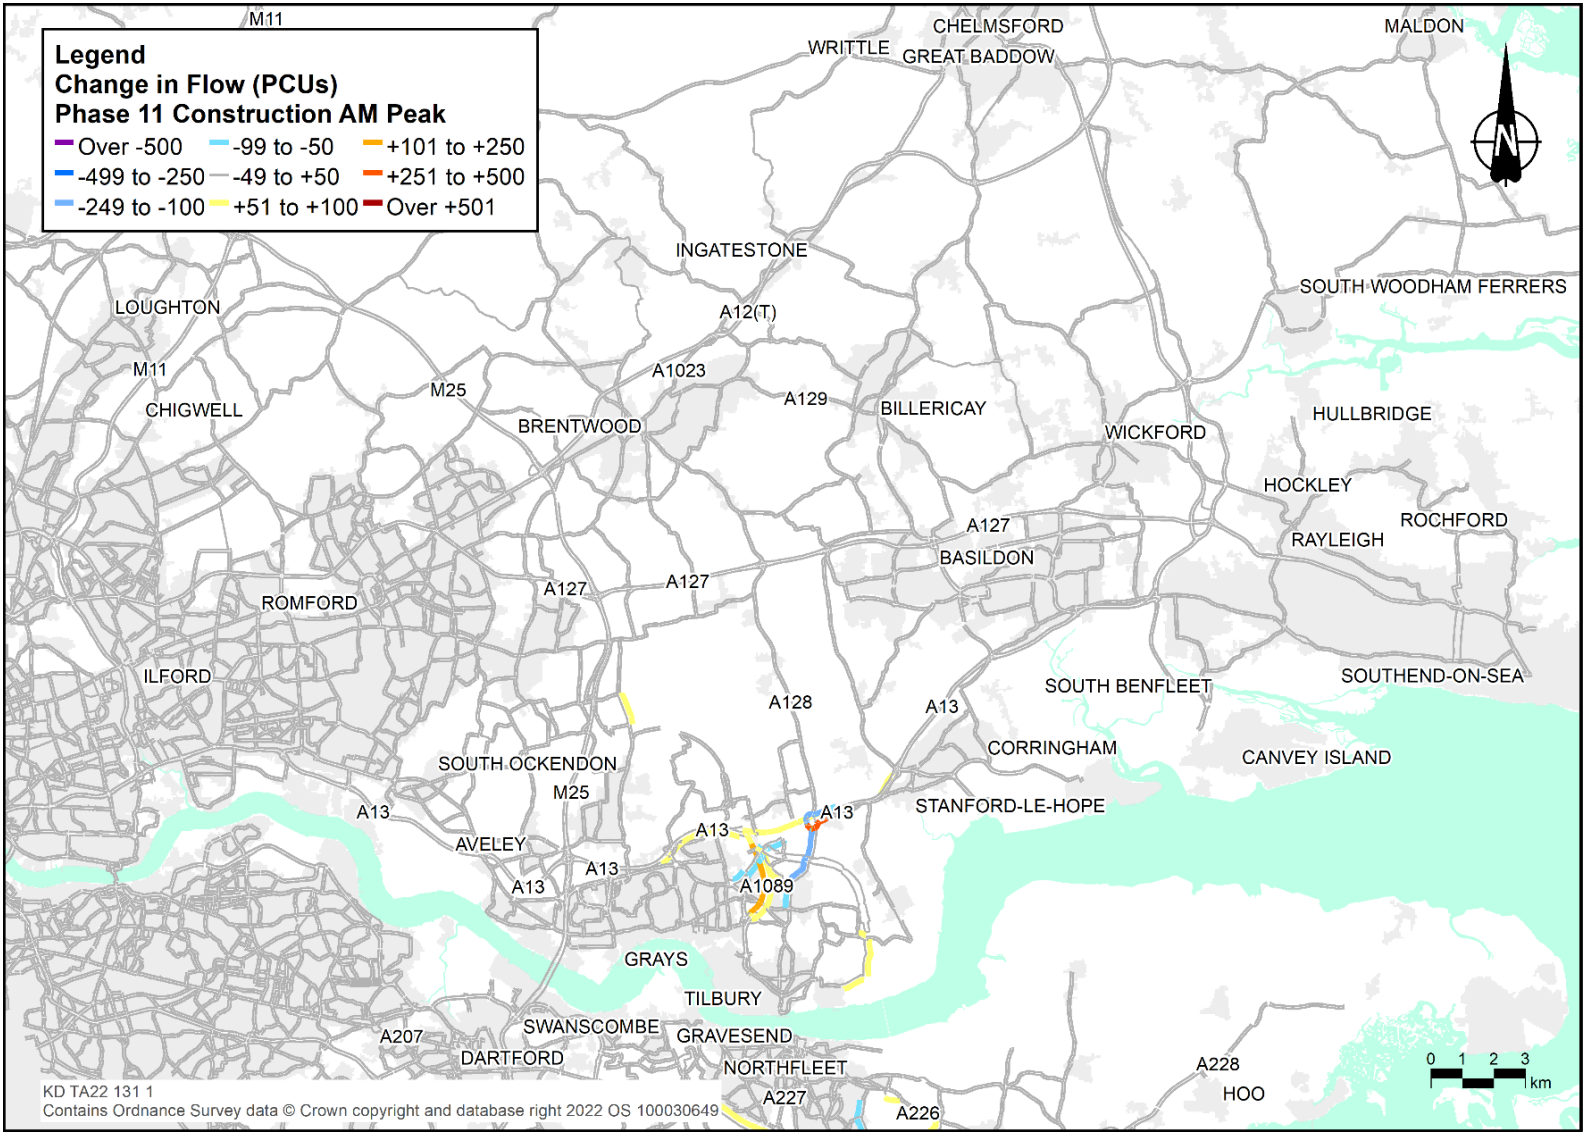 M11
CHELMSFORD
MALDON
WRITTLE
GREAT BADDOW
Legend
Change in Flow (PCUs)
Phase 11 Construction AM Peak
Over -500
-99 to -50
+101 to +250
-499 to -250
-49 to +50
+251 to +500
-249 to -100
+51 to +100
Over +501
N
INGATESTONE
SOUTH WOODHAM FERRERS
LOUGHTON
A12(T)
M11
A1023
M25
A129
CHIGWELL
BILLERICAY
HULLBRIDGE
BRENTWOOD
WICKFORD
HOCKLEY
A127
ROCHFORD
RAYLEIGH
BASILDON
A127
A127
ROMFORD
ILFORD
SOUTHEND-ON-SEA
SOUTH BENFLEET
A128
A13
CORRINGHAM
CANVEY ISLAND
SOUTH OCKENDON
M25
STANFORD-LE-HOPE
A13
A13
A13
AVELEY
A13
A13
A1089
GRAYS
TILBURY
SWANSCOMBE
GRAVESEND
A207
DARTFORD
NORTHFLEET
A228
0 1 2 3
km
HOO
A227
A226
KD TA22 131 1
Contains Ordnance Survey data © Crown copyright and database right 2022 OS 100030649